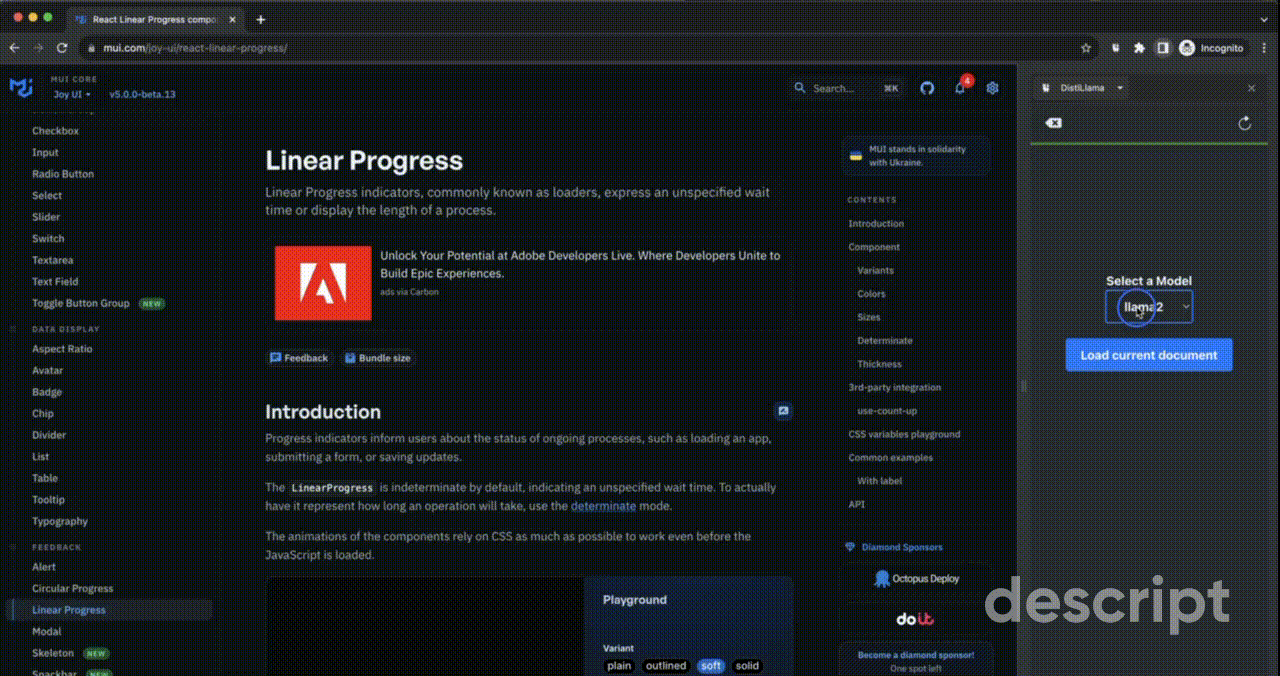 React Linear Progress compo
mui.com/joy-ui/react-linear-progress/
Incognito
MUI CORE
Joy UI
v5.0.0-beta.13
Search...
⌘K
4
Checkbox
Input
Radio Button
Select
Slider
Switch
Textarea
Text Field
Toggle Button Group NEW
DATA DISPLAY
Aspect Ratio
Avatar
Badge
Chip
Divider
List
Table
Tooltip
Typography
FEEDBACK
Alert
Circular Progress
Linear Progress
Modal
Skeleton NEW
Snackbar NEW
Linear Progress
Linear Progress indicators, commonly known as loaders, express an unspecified wait
time or display the length of a process.
Unlock Your Potential at Adobe Developers Live. Where Developers Unite to
Build Epic Experiences.
ads via Carbon
Feedback
Bundle size
Introduction
Progress indicators inform users about the status of ongoing processes, such as loading an app,
submitting a form, or saving updates.
The LinearProgress is indeterminate by default, indicating an unspecified wait time. To actually
have it represent how long an operation will take, use the determinate mode.
The animations of the components rely on CSS as much as possible to work even before the
JavaScript is loaded.
Playground
Variant
plain outlined soft solid
MUI stands in solidarity
with Ukraine.
CONTENTS
Introduction
Component
Variants
Colors
Sizes
Determinate
Thickness
3rd-party integration
use-count-up
CSS variables playground
Common examples
With label
API
Diamond Sponsors
Octopus Deploy
doit
Become a diamond sponsor!
One spot left
DistiLlama
Select a Model
llama2
Load current document
descript